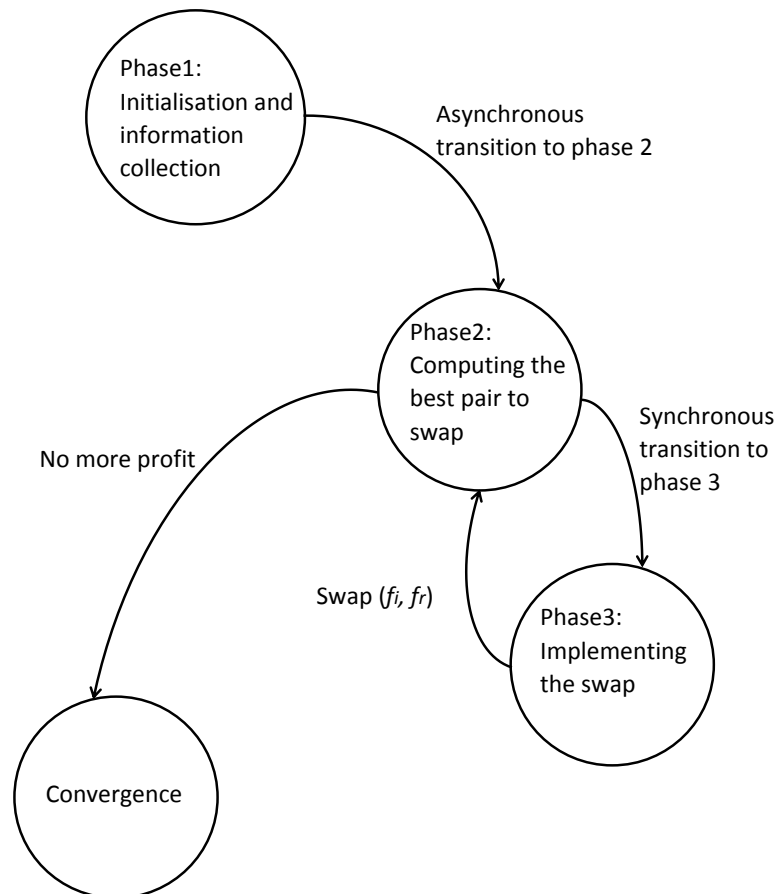 Phase1:
Initialisation and
information
collection
Asynchronous
transition to phase 2
Phase2:
Computing the
best pair to
swap
Synchronous
transition to
phase 3
No more profit
Swap (fi, fr)
Phase3:
Implementing
the swap
Convergence